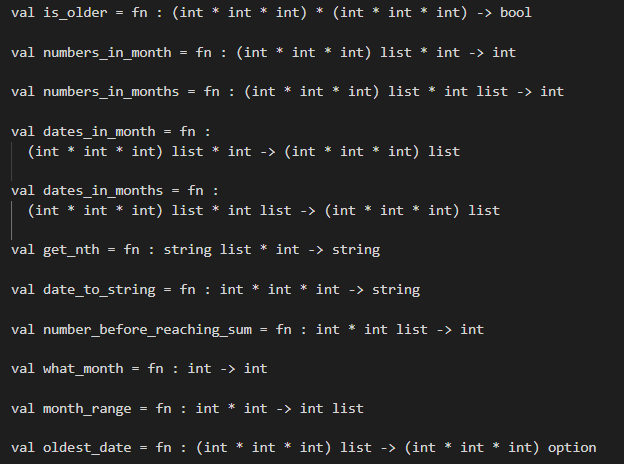 val is_older = fn : (int * int * int) * (int * int * int) -> bool
val numbers_in_month = fn : (int * int * int) list * int -> int
val numbers_in_months = fn : (int * int * int) list * int list -> int
val dates_in_month = fn :
(int * int * int) list * int -> (int * int * int) list
val dates_in_months = fn :
(int * int * int) list * int list -> (int * int * int) list
val get_nth = fn : string list * int -> string
val date_to_string = fn : int * int * int -> string
val number_before_reaching_sum = fn : int * int list -> int
val what_month = fn : int -> int
val month_range = fn : int * int -> int list
val oldest_date = fn : (int * int * int) list -> (int * int * int) option